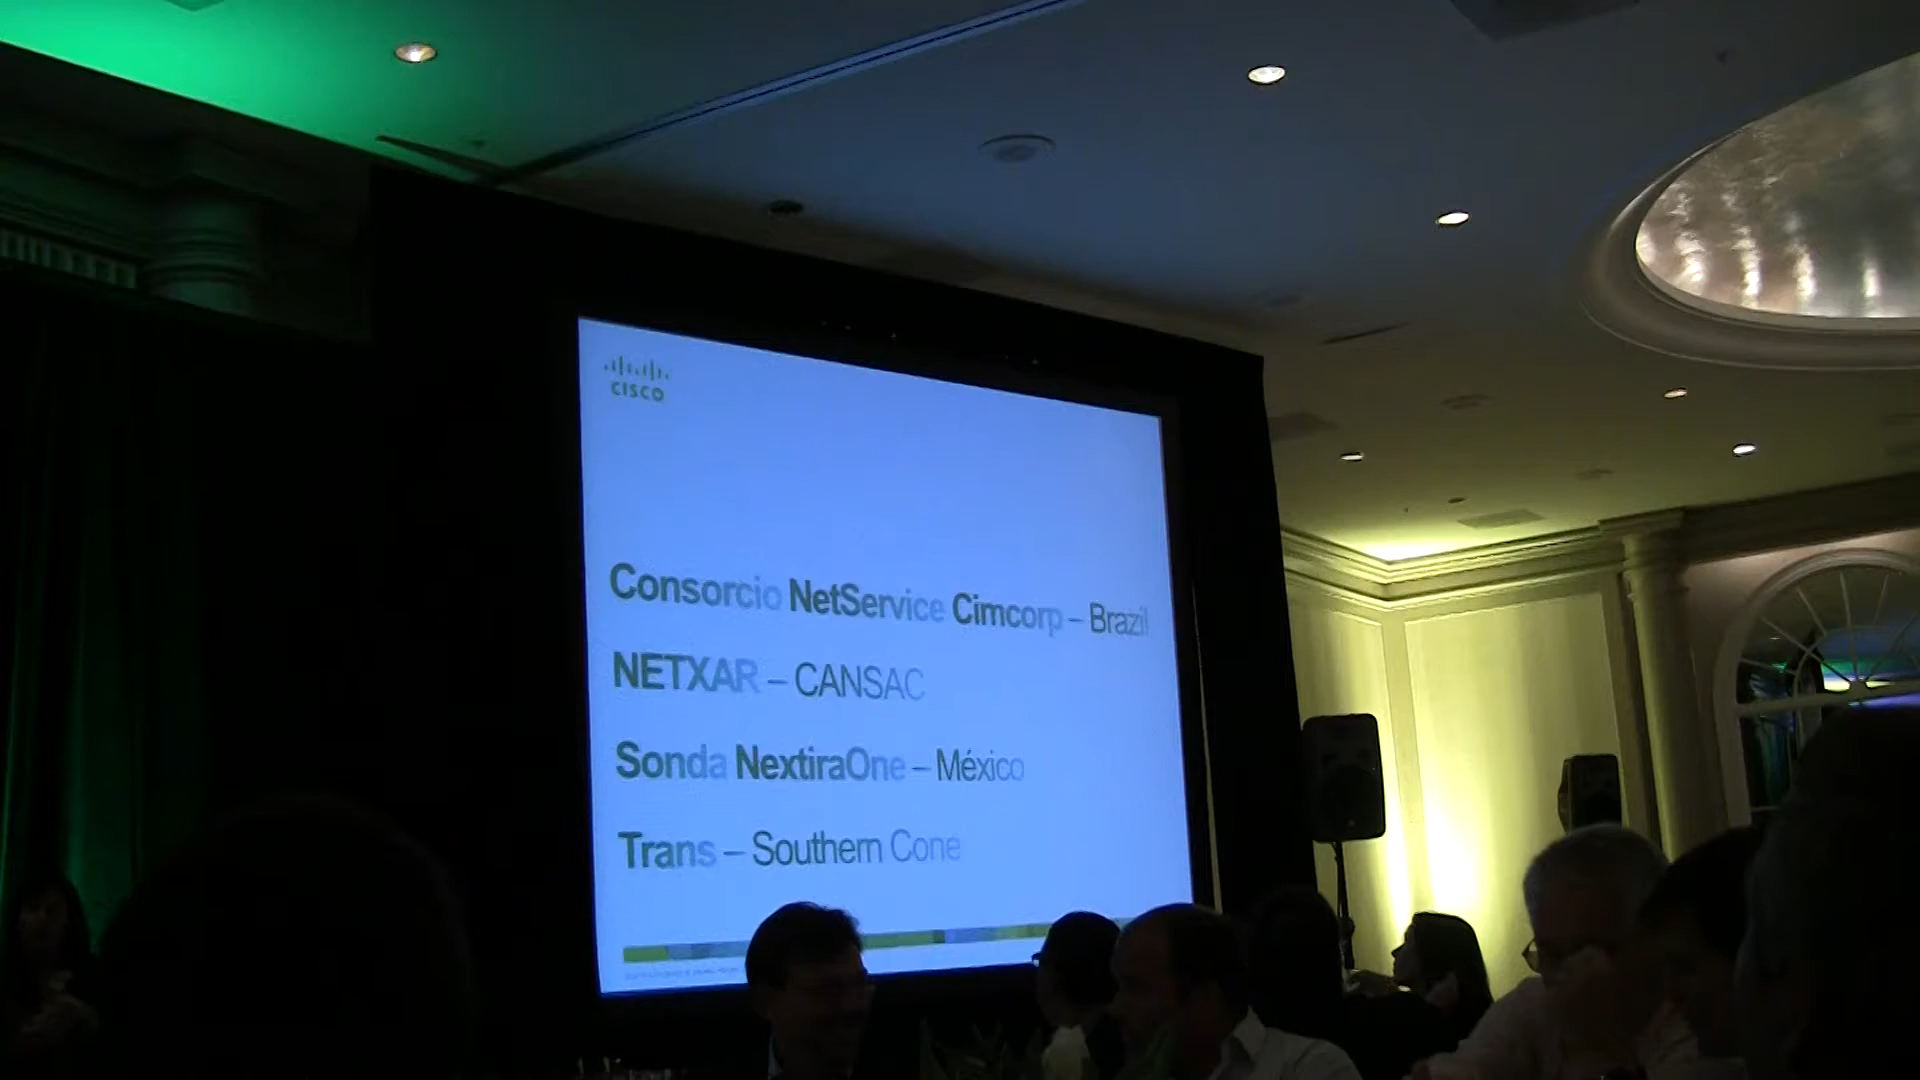 CISCO
Consorcio NetService Cimcorp – Brazil
NETXAR – CANSAC
Sonda NextiraOne – México
Trans – Southern Cone